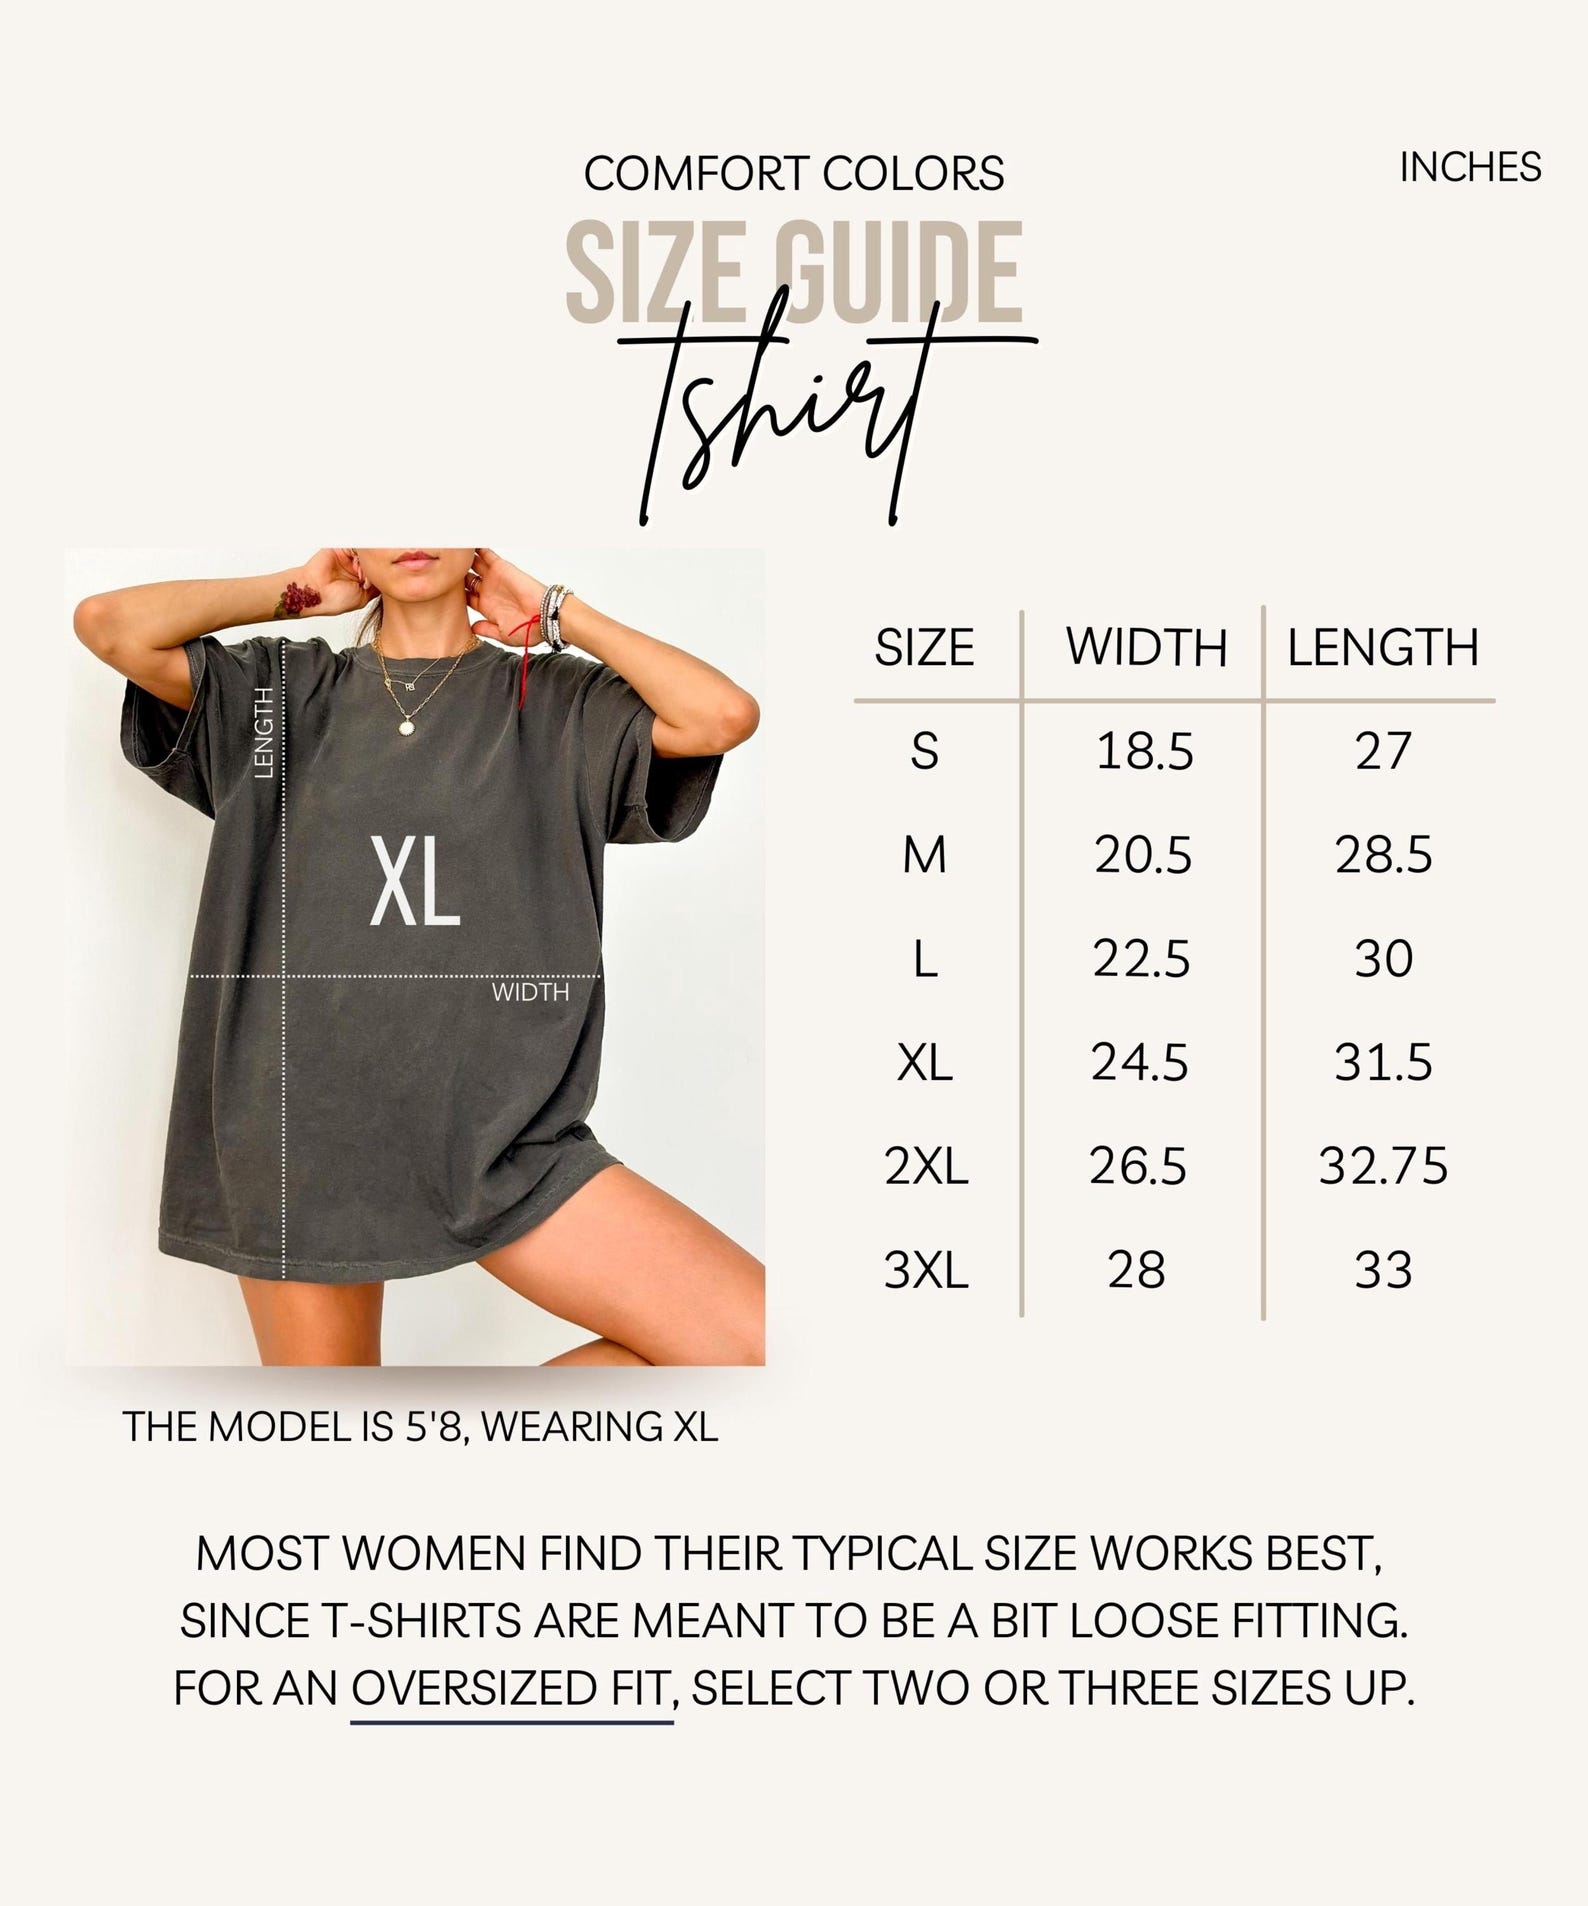 COMFORT COLORS
INCHES
SIZE GUIDE
tshirt
LENGTH
XL
WIDTH
SIZE WIDTH LENGTH
S 18.5 27
M 20.5 28.5
L 22.5 30
XL 24.5 31.5
2XL 26.5 32.75
3XL 28 33
THE MODEL IS 5'8, WEARING XL
MOST WOMEN FIND THEIR TYPICAL SIZE WORKS BEST,
SINCE T-SHIRTS ARE MEANT TO BE A BIT LOOSE FITTING.
FOR AN OVERSIZED FIT, SELECT TWO OR THREE SIZES UP.